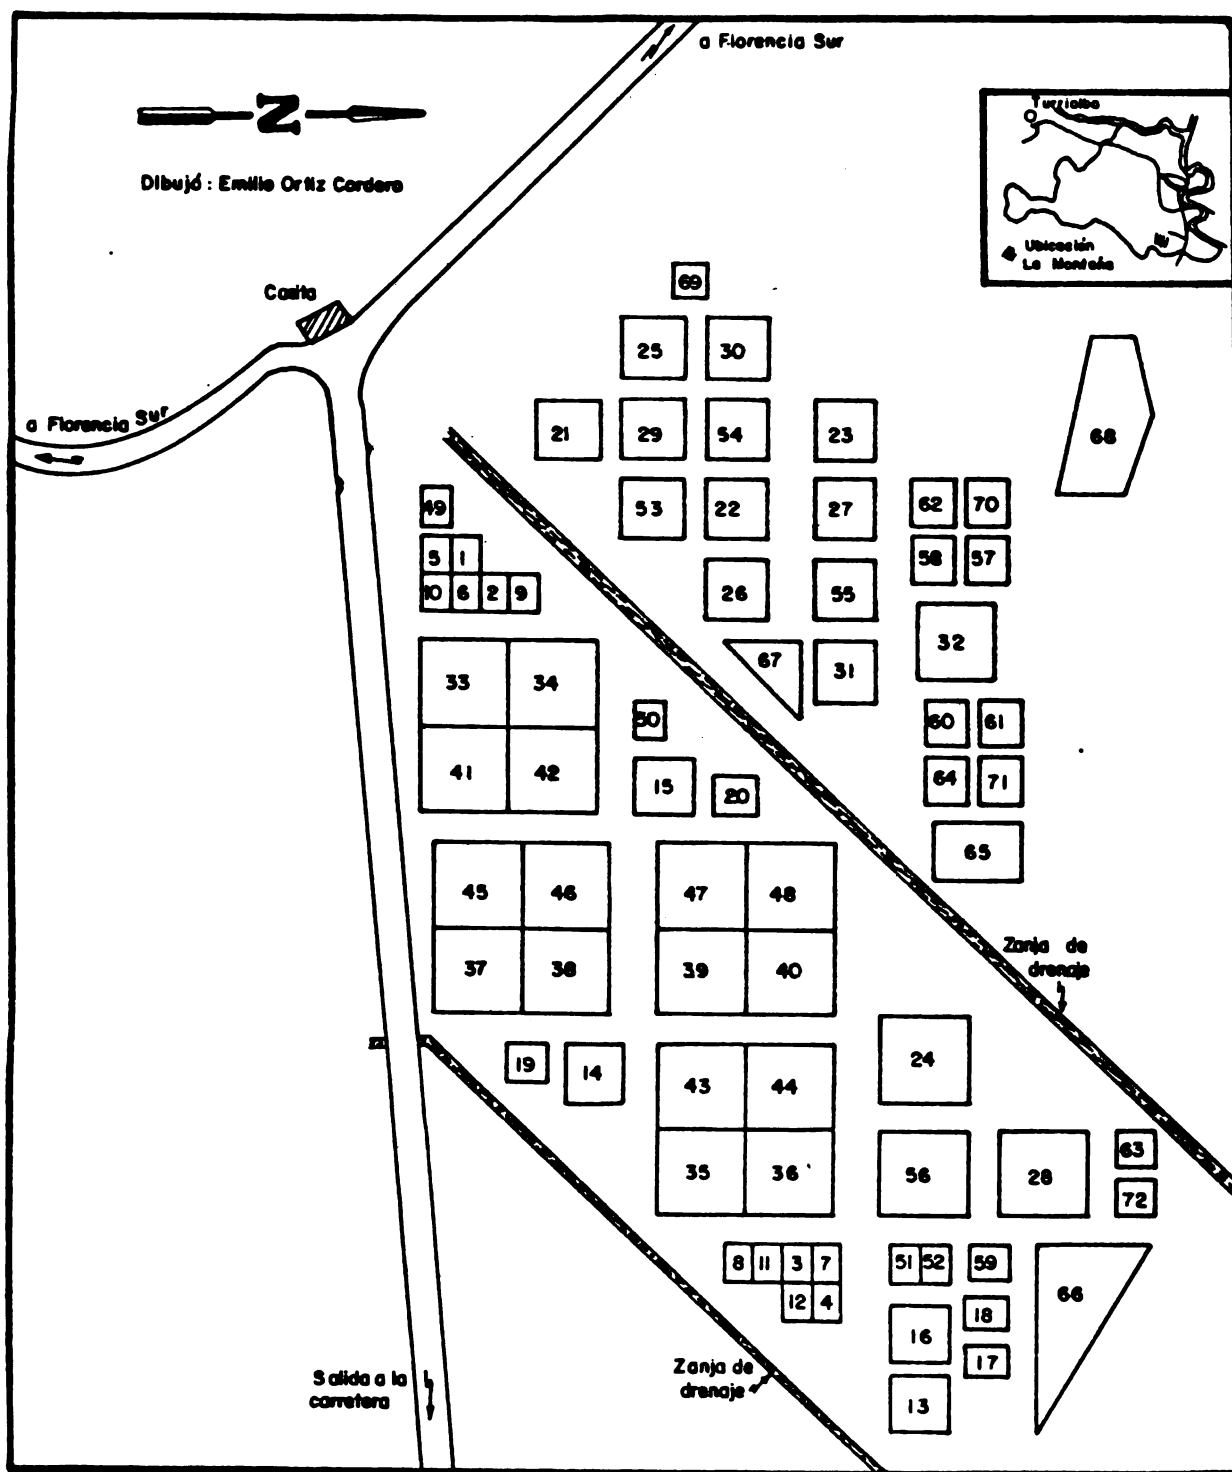 a Florencia Sur
N
Dibujó : Emilio Ortiz Cordero
Turrialba
Ubicación
La Montaña
Casita
a Florencia Sur
69
25 30
21 29 54 23
68
49
53 22 27
62 70
5 1
58 57
10 6 2 9
26 55
32
33 34
67 31
50
60 61
41 42
15 20
64 71
65
45 46 47 48
37 38 39 40
Zanja de
drenaje
19 14
43 44
24
35 36
56 28
63
72
8 11 3 7
51 52 59
12 4
66
18
16
17
13
Salida a la
carretera
Zanja de
drenaje